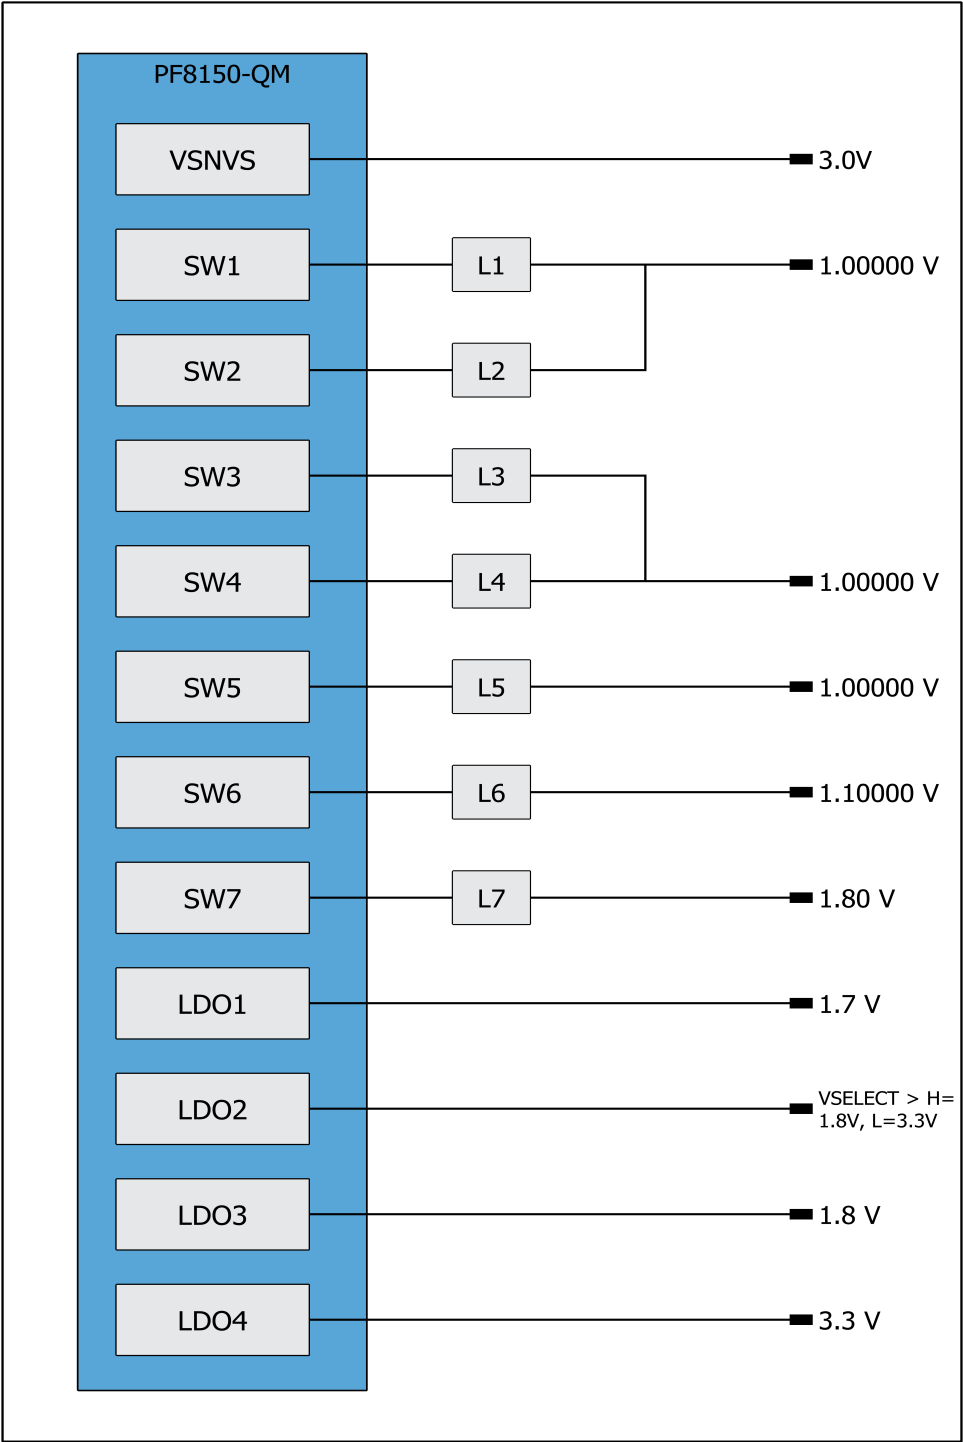 PF8150-QM
VSNVS
3.0V
SW1
L1
1.00000 V
SW2
L2
SW3
L3
SW4
L4
1.00000 V
SW5
L5
1.00000 V
SW6
L6
1.10000 V
SW7
L7
1.80 V
LDO1
1.7 V
LDO2
VSELECT > H=
1.8V, L=3.3V
LDO3
1.8 V
LDO4
3.3 V